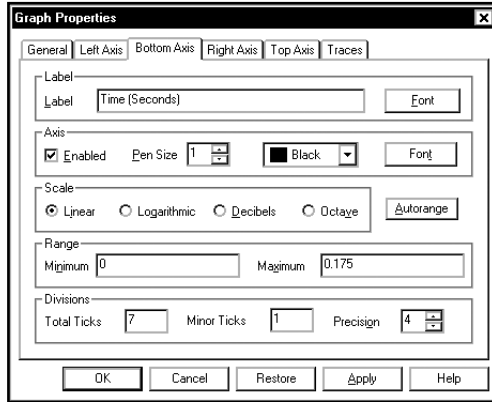 Graph Properties
General Left Axis Bottom Axis Right Axis Top Axis Traces
Label
Label Time (Seconds) Font
Axis
Enabled Pen Size 1 Black Font
Scale
Linear Logarithmic Decibels Octave Autorange
Range
Minimum 0 Maximum 0.175
Divisions
Total Ticks 7 Minor Ticks 1 Precision 4
OK Cancel Restore Apply Help